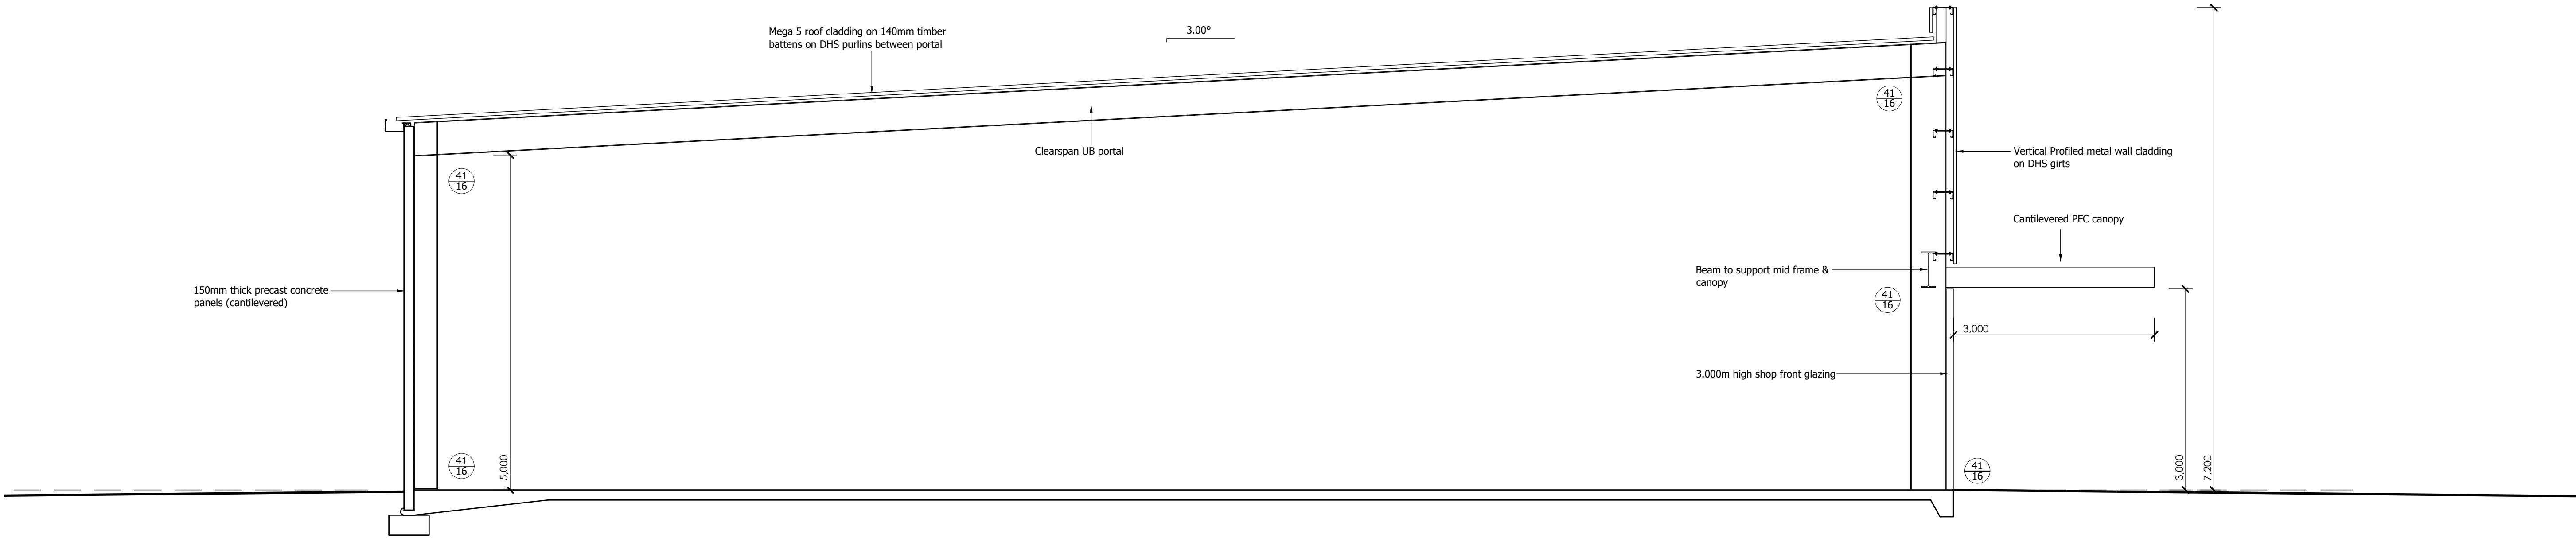 Mega 5 roof cladding on 140mm timber
battens on DHS purlins between portal
3.00°
41
16
Clearspan UB portal
41
16
Vertical Profiled metal wall cladding
on DHS girts
Cantilevered PFC canopy
Beam to support mid frame &
canopy
150mm thick precast concrete
panels (cantilevered)
41
16
3,000
3.000m high shop front glazing
41
16
5,000
41
16
3,000
7,200